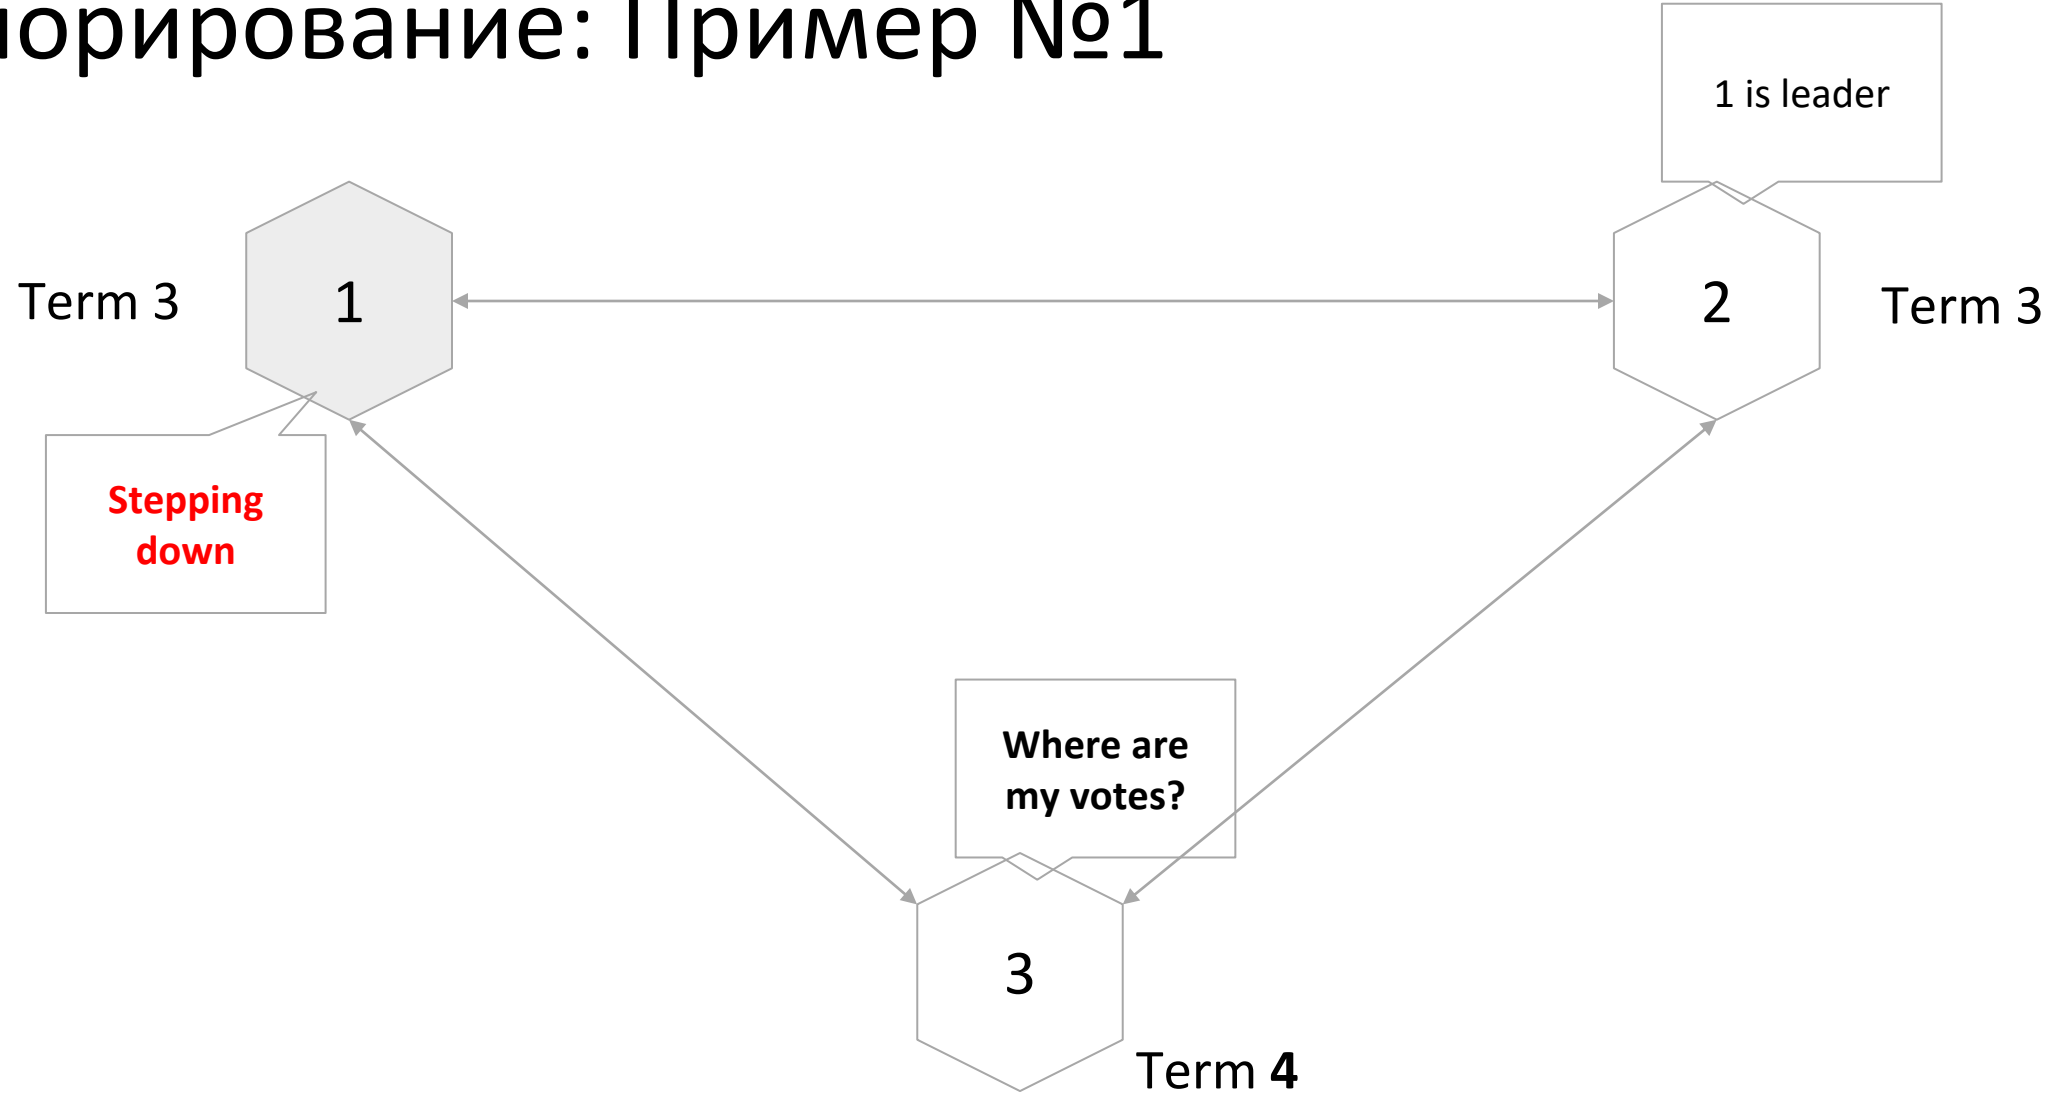 норирование: Пример №1
1 is leader
Term 3
1
2
Term 3
Stepping
down
Where are
my votes?
3
Term 4